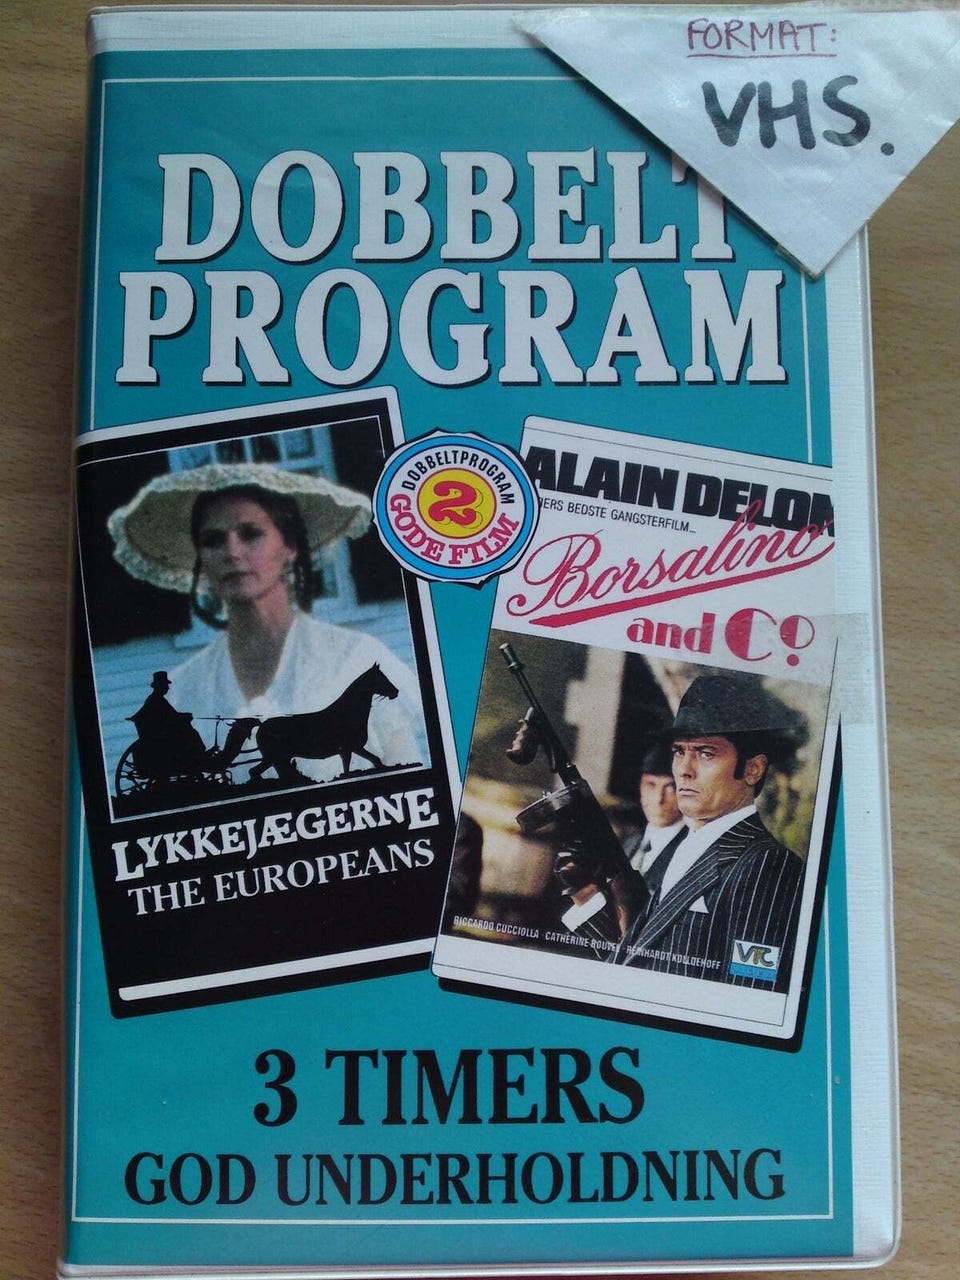 FORMAT:
VHS.
DOBBELT
PROGRAM
DOBBELTPROGRAM
2
GODE FILM
ALAIN DELON
BEDSTE GANGSTERFILM...
Borsalino
and Co
LYKKEJÆGERNE
THE EUROPEANS
RICCARDO CUCCIOLLA - CATHERINE ROUVEL - REINHARDT KOLLDEHOFF
VTC
3 TIMERS
GOD UNDERHOLDNING